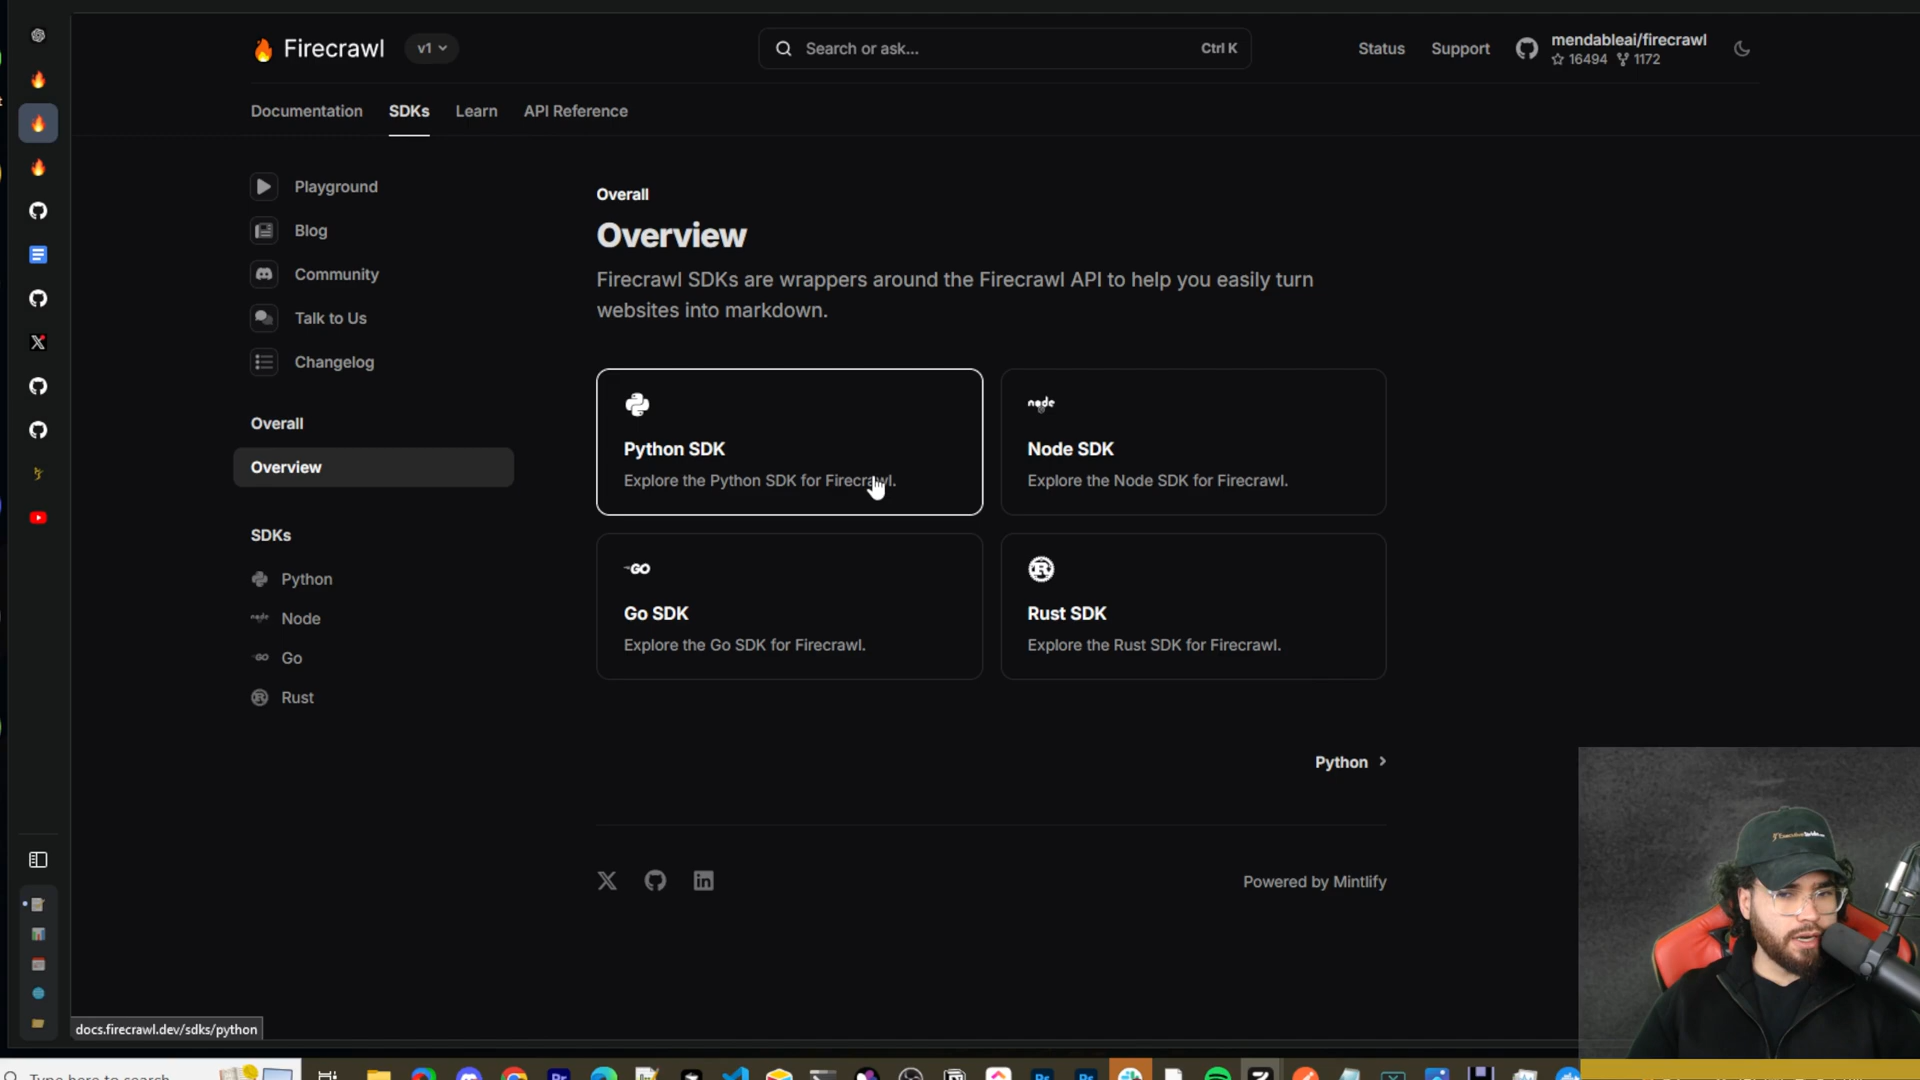 Firecrawl
v1
Search or ask...
Ctrl K
Status
Support
mendableai/firecrawl
16494 1172
Documentation
SDKs
Learn
API Reference
Playground
Blog
Community
Talk to Us
Changelog
Overall
Overview
SDKs
Python
Node
Go
Rust
Overall
Overview
Firecrawl SDKs are wrappers around the Firecrawl API to help you easily turn
websites into markdown.
Python SDK
Explore the Python SDK for Firecrawl.
node
Node SDK
Explore the Node SDK for Firecrawl.
GO
Go SDK
Explore the Go SDK for Firecrawl.
Rust SDK
Explore the Rust SDK for Firecrawl.
Python
Powered by Mintlify
docs.firecrawl.dev/sdks/python
Type here to search